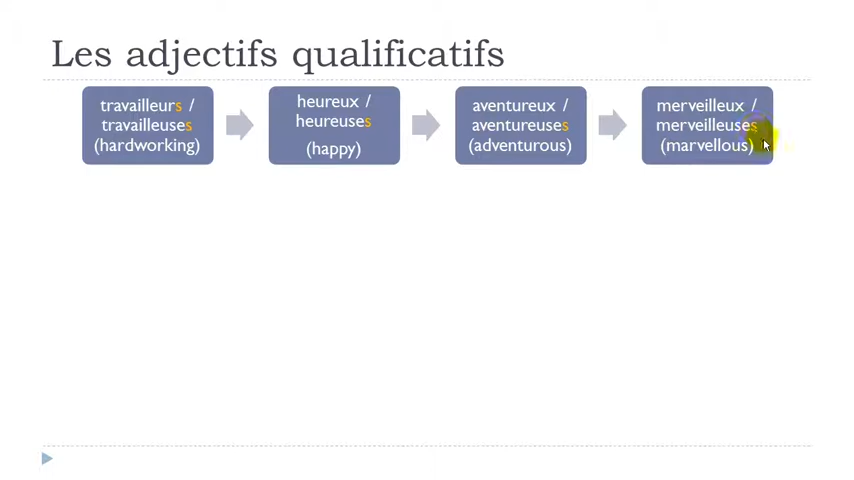 Les adjectifs qualificatifs
travailleurs /
travailleuses
(hardworking)
heureux /
heureuses
(happy)
aventureux /
aventureuses
(adventurous)
merveilleux /
merveilleuses
(marvellous)